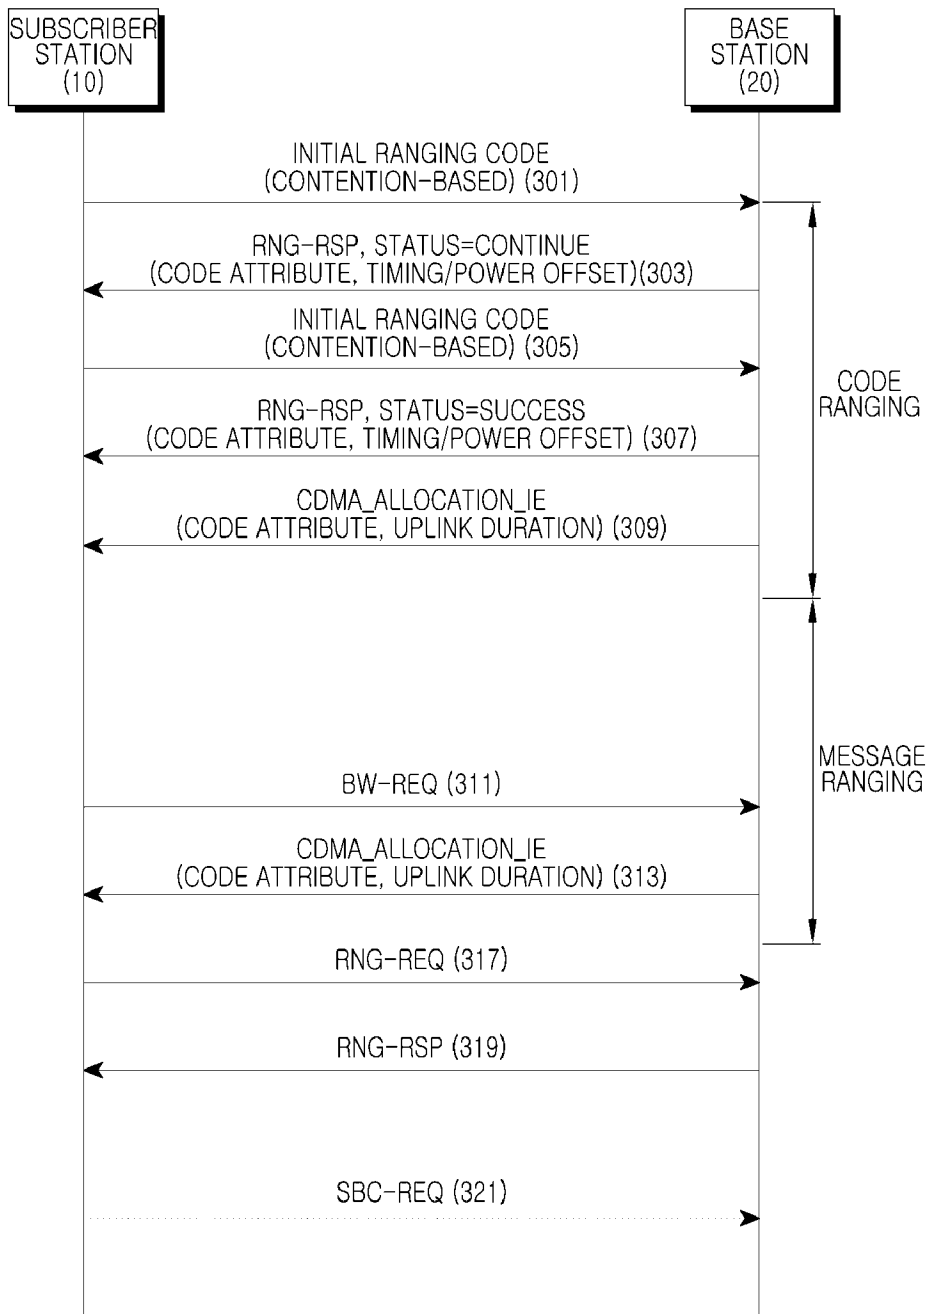 SUBSCRIBER
STATION
(10)
BASE
STATION
(20)
INITIAL RANGING CODE
(CONTENTION-BASED) (301)
RNG-RSP, STATUS=CONTINUE
(CODE ATTRIBUTE, TIMING/POWER OFFSET)(303)
INITIAL RANGING CODE
(CONTENTION-BASED) (305)
CODE
RANGING
RNG-RSP, STATUS=SUCCESS
(CODE ATTRIBUTE, TIMING/POWER OFFSET) (307)
CDMA_ALLOCATION_IE
(CODE ATTRIBUTE, UPLINK DURATION) (309)
MESSAGE
RANGING
BW-REQ (311)
CDMA_ALLOCATION_IE
(CODE ATTRIBUTE, UPLINK DURATION) (313)
RNG-REQ (317)
RNG-RSP (319)
SBC-REQ (321)